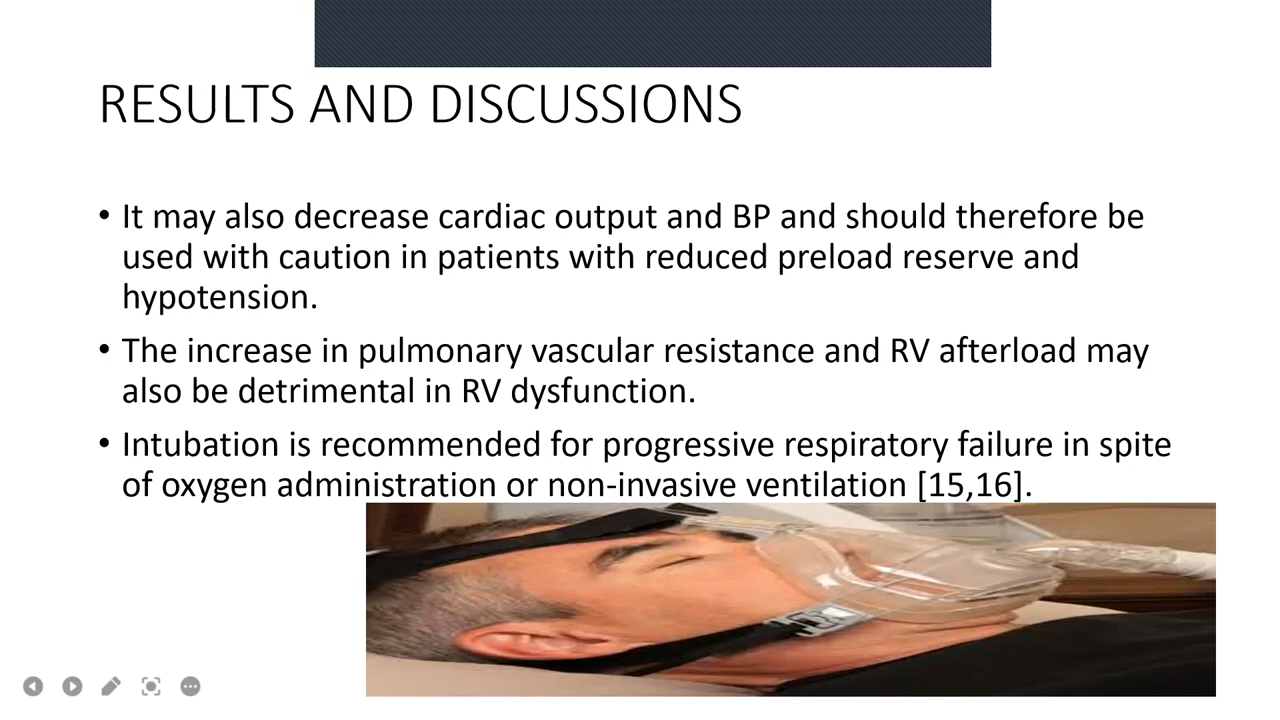 RESULTS AND DISCUSSIONS
• It may also decrease cardiac output and BP and should therefore be
used with caution in patients with reduced preload reserve and
hypotension.
• The increase in pulmonary vascular resistance and RV afterload may
also be detrimental in RV dysfunction.
• Intubation is recommended for progressive respiratory failure in spite
of oxygen administration or non-invasive ventilation [15,16].